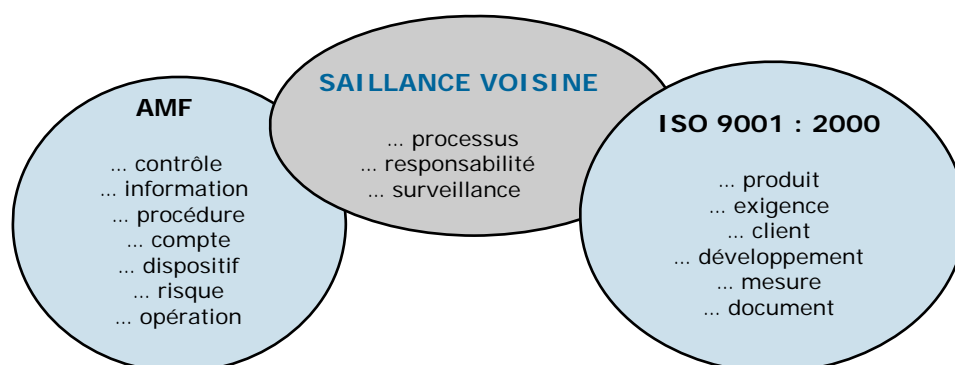 AMF
... contrôle
... information
... procédure
... compte
... dispositif
... risque
... opération
SAILLANCE VOISINE
... processus
... responsabilité
... surveillance
ISO 9001 : 2000
... produit
... exigence
... client
... développement
... mesure
... document